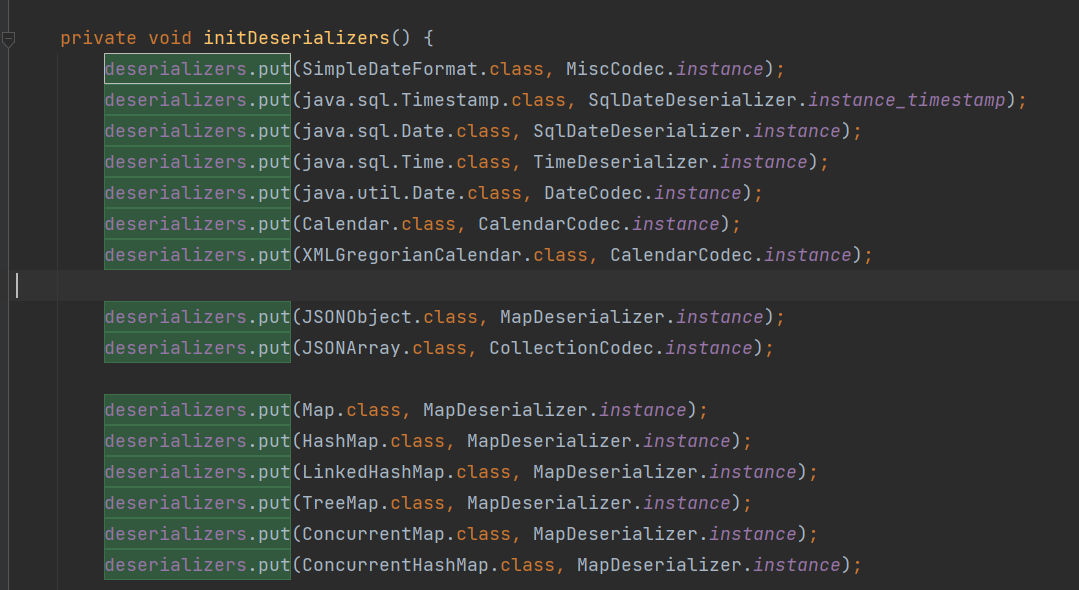 private void initDeserializers() {
deserializers.put(SimpleDateFormat.class, MiscCodec.instance);
deserializers.put(java.sql.Timestamp.class, SqlDateDeserializer.instance_timestamp);
deserializers.put(java.sql.Date.class, SqlDateDeserializer.instance);
deserializers.put(java.sql.Time.class, TimeDeserializer.instance);
deserializers.put(java.util.Date.class, DateCodec.instance);
deserializers.put(Calendar.class, CalendarCodec.instance);
deserializers.put(XMLGregorianCalendar.class, CalendarCodec.instance);
deserializers.put(JSONObject.class, MapDeserializer.instance);
deserializers.put(JSONArray.class, CollectionCodec.instance);
deserializers.put(Map.class, MapDeserializer.instance);
deserializers.put(HashMap.class, MapDeserializer.instance);
deserializers.put(LinkedHashMap.class, MapDeserializer.instance);
deserializers.put(TreeMap.class, MapDeserializer.instance);
deserializers.put(ConcurrentMap.class, MapDeserializer.instance);
deserializers.put(ConcurrentHashMap.class, MapDeserializer.instance);